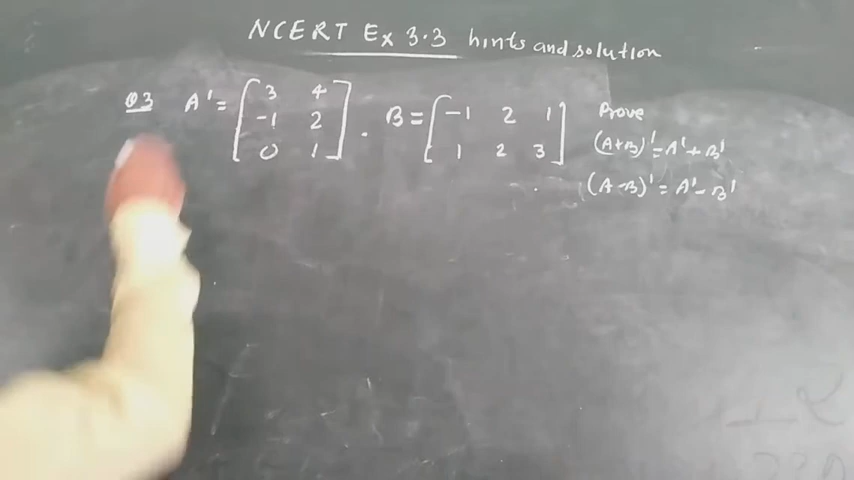 NCERT Ex 3.3 hints and solution
Q3 A' = [3 4 . B = [-1 2 1] Prove
-1 2 1 2 3] (A+B)' = A' + B'
0 1] (A-B)' = A' - B'